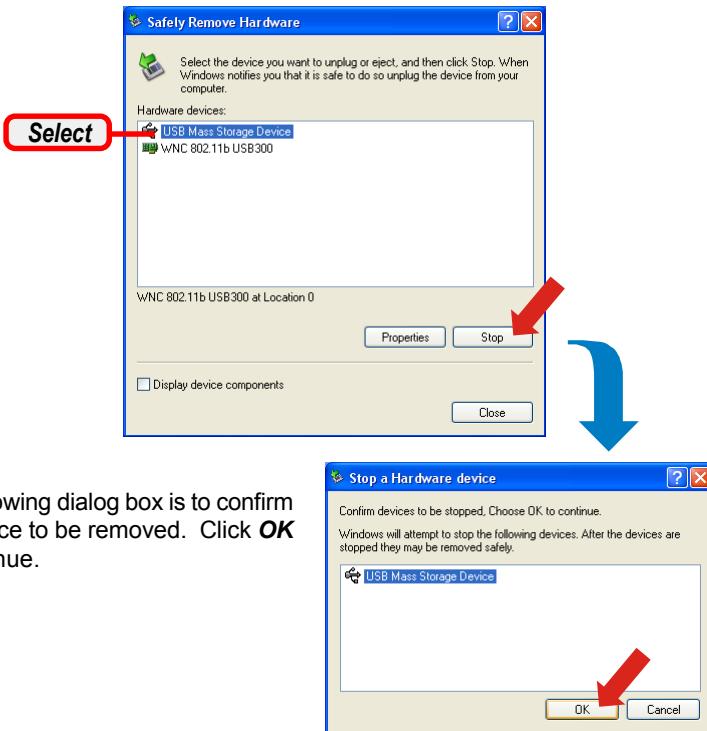 Safely Remove Hardware
Select the device you want to unplug or eject, and then click Stop. When
Windows notifies you that it is safe to do so unplug the device from your
computer.
Hardware devices:
Select
USB Mass Storage Device
WNC 802.11b USB300
WNC 802.11b USB300 at Location 0
Properties
Stop
Display device components
Close
owing dialog box is to confirm
ce to be removed. Click OK
nue.
Stop a Hardware device
Confirm devices to be stopped, Choose OK to continue.
Windows will attempt to stop the following devices. After the devices are
stopped they may be removed safely.
USB Mass Storage Device
OK
Cancel